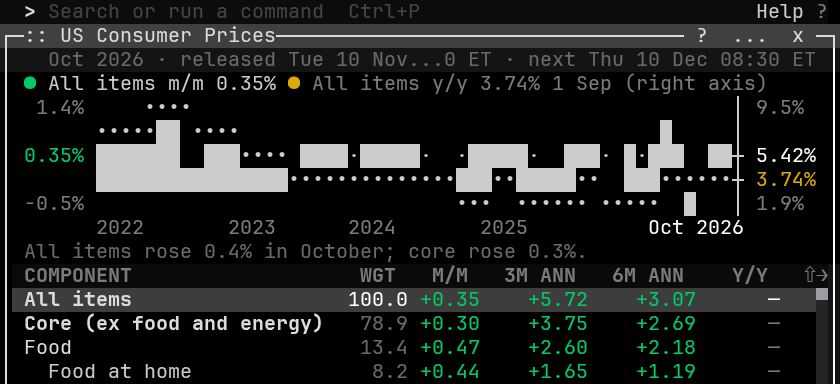 > Search or run a command Ctrl+P Help ?
:: US Consumer Prices ? ... x
Oct 2026 · released Tue 10 Nov...0 ET · next Thu 10 Dec 08:30 ET
All items m/m 0.35% All items y/y 3.74% 1 Sep (right axis)
1.4% 9.5%
0.35% 5.42%
3.74%
-0.5% 1.9%
2022 2023 2024 2025 Oct 2026
All items rose 0.4% in October; core rose 0.3%.
COMPONENT WGT M/M 3M ANN 6M ANN Y/Y ⇧→
All items 100.0 +0.35 +5.72 +3.07 —
Core (ex food and energy) 78.9 +0.30 +3.75 +2.69 —
Food 13.4 +0.47 +2.60 +2.18 —
Food at home 8.2 +0.44 +1.65 +1.19 —